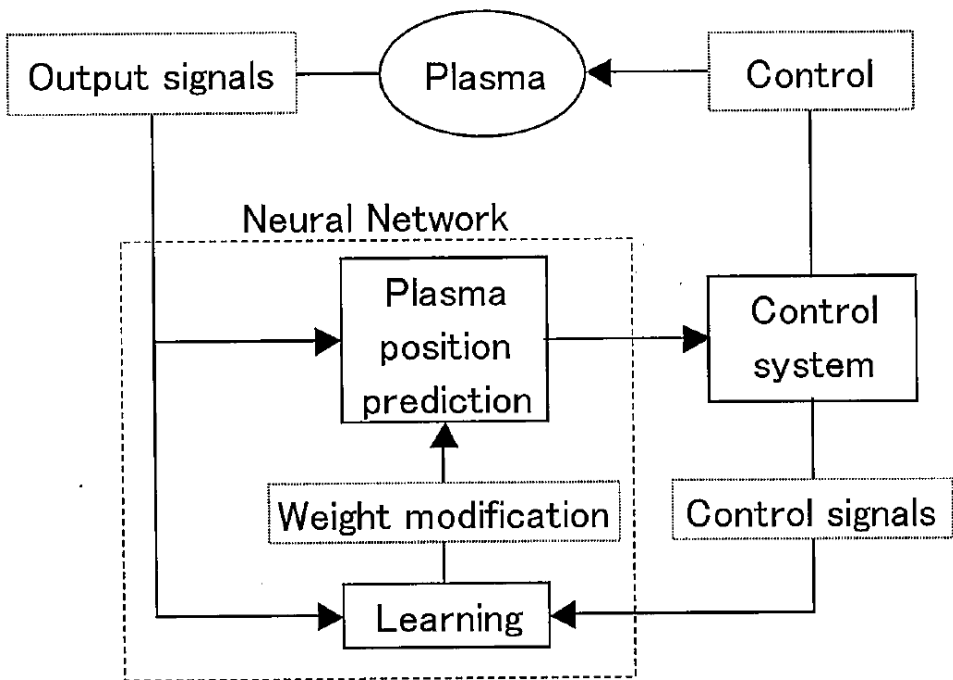 Output signals
Plasma
Control
Neural Network
Plasma
position
prediction
Control
system
Weight modification
Control signals
Learning